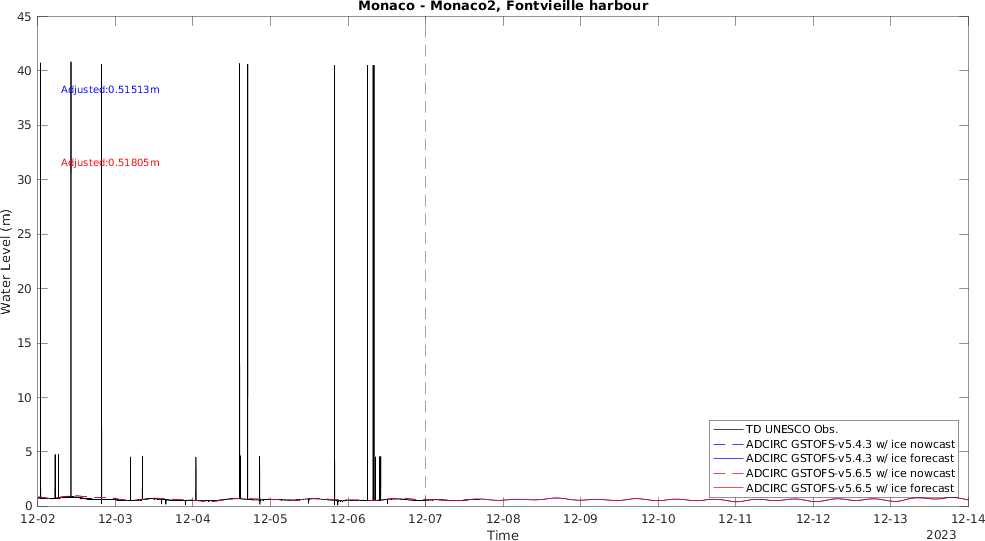 Monaco - Monaco2, Fontvieille harbour
45
40
35
30
25
20
15
10
5
0
Water Level (m)
Adjusted:0.51513m
Adjusted:0.51805m
TD UNESCO Obs.
ADCIRC GSTOFS-v5.4.3 w/ ice nowcast
ADCIRC GSTOFS-v5.4.3 w/ ice forecast
ADCIRC GSTOFS-v5.6.5 w/ ice nowcast
ADCIRC GSTOFS-v5.6.5 w/ ice forecast
12-02 12-03 12-04 12-05 12-06 12-07 12-08 12-09 12-10 12-11 12-12 12-13 12-14
Time
2023